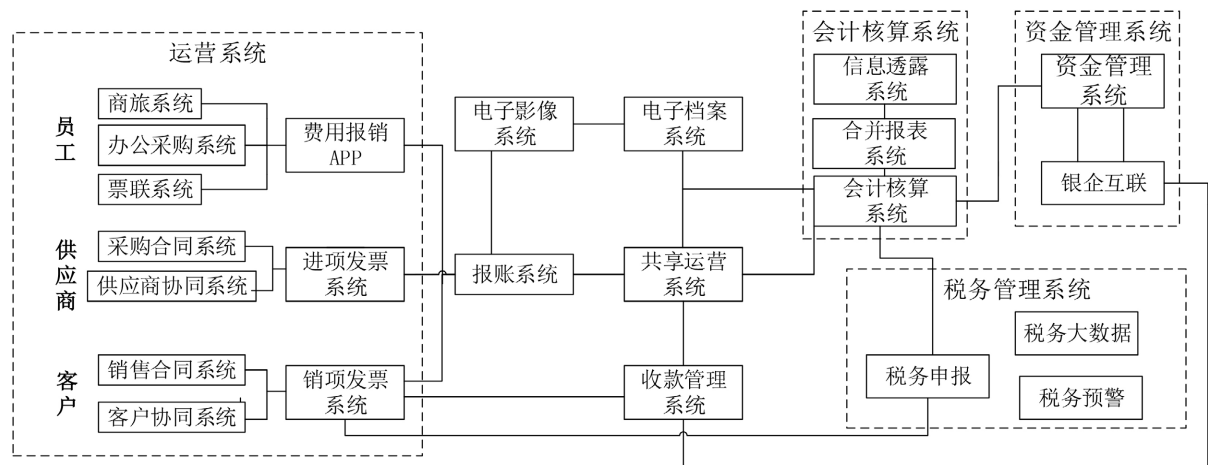 运营系统
员工
商旅系统
办公采购系统
票联系统
费用报销
APP
供应商
采购合同系统
供应商协同系统
进项发票
系统
客户
销售合同系统
客户协同系统
销项发票
系统
电子影像
系统
报账系统
电子档案
系统
共享运营
系统
收款管理
系统
会计核算系统
信息透露
系统
合并报表
系统
会计核算
系统
资金管理系统
资金管理
系统
银企互联
税务管理系统
税务大数据
税务申报
税务预警